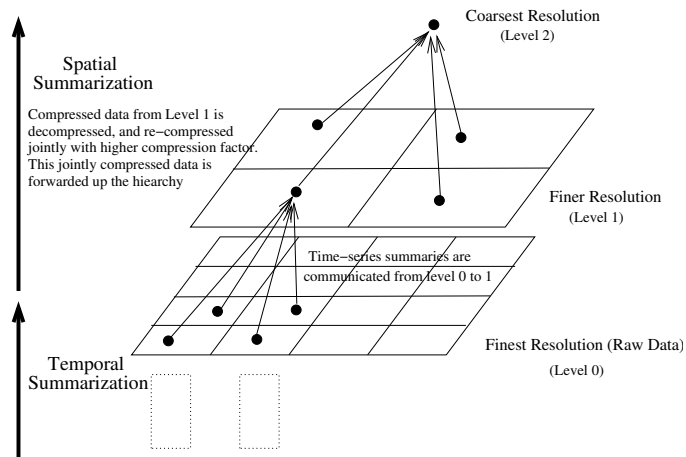 Coarsest Resolution
(Level 2)
Spatial
Summarization
Compressed data from Level 1 is
decompressed, and re-compressed
jointly with higher compression factor.
This jointly compressed data is
forwarded up the hiearchy
Finer Resolution
(Level 1)
Time-series summaries are
communicated from level 0 to 1
Finest Resolution (Raw Data)
(Level 0)
Temporal
Summarization